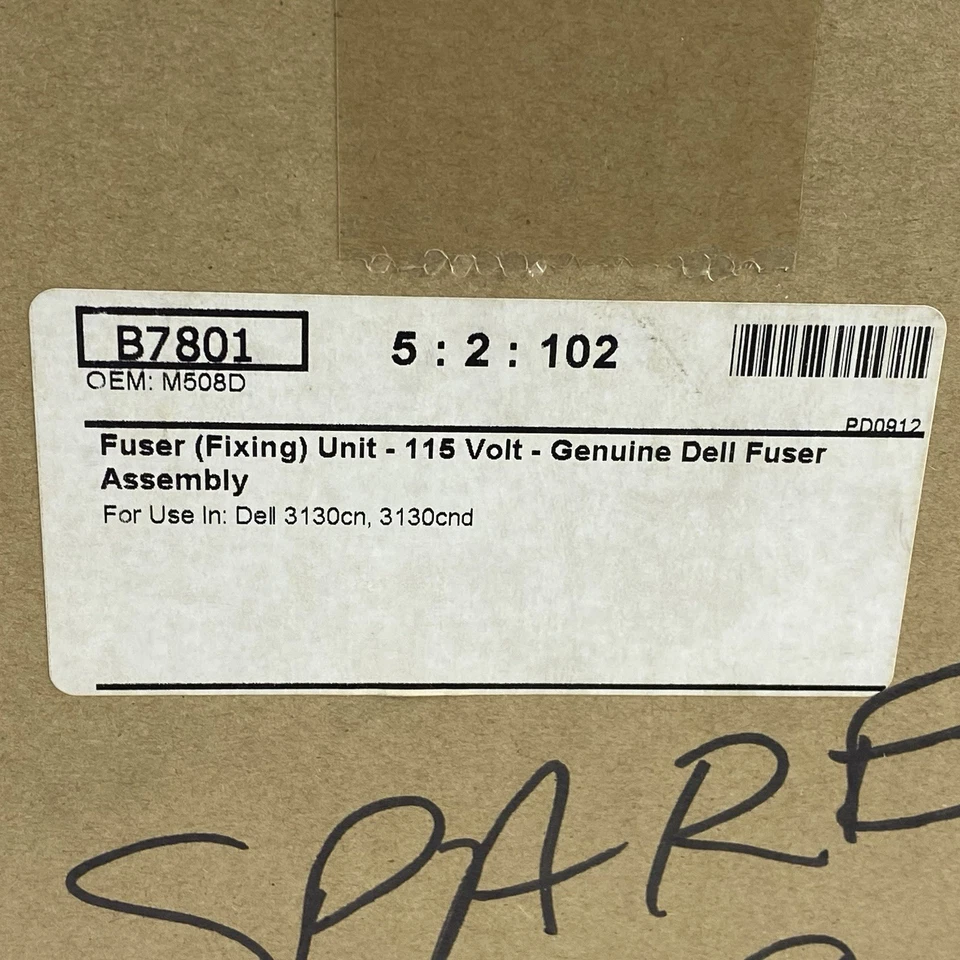 B7801
5 : 2 : 102
OEM: M508D
PD0912
Fuser (Fixing) Unit - 115 Volt - Genuine Dell Fuser
Assembly
For Use In: Dell 3130cn, 3130cnd
SPARE